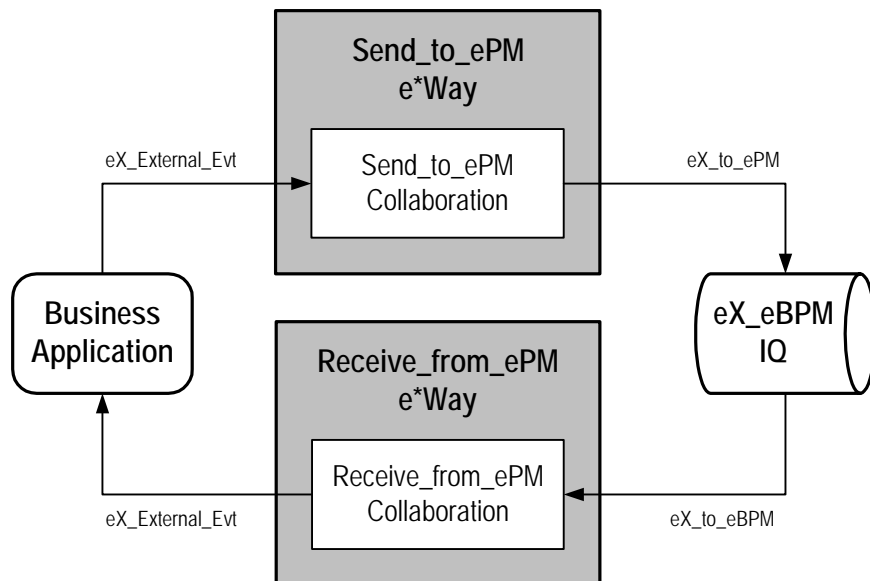 Send_to_ePM
e*Way
eX_External_Evt
Send_to_ePM
Collaboration
eX_to_ePM
Business
Application
eX_eBPM
IQ
Receive_from_ePM
e*Way
Receive_from_ePM
Collaboration
eX_External_Evt
eX_to_eBPM